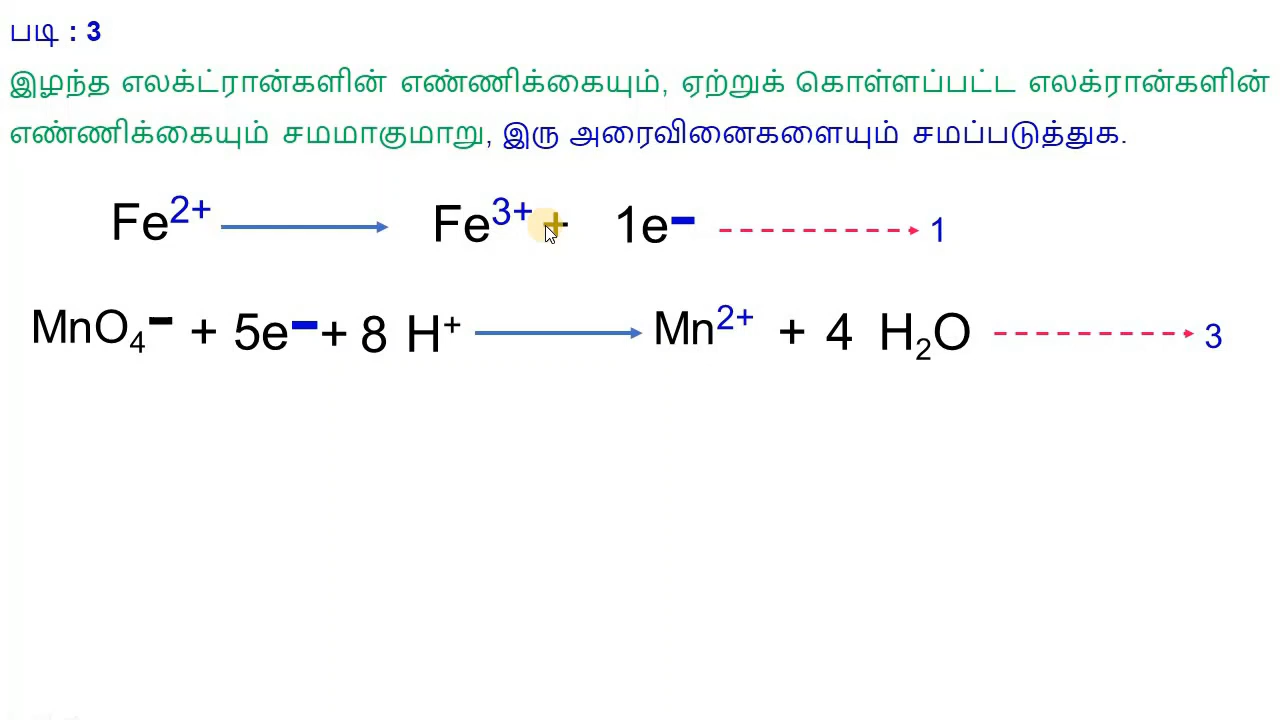 படி : 3
இழந்த எலக்ட்ரான்களின் எண்ணிக்கையும், ஏற்றுக் கொள்ளப்பட்ட எலக்ரான்களின்
எண்ணிக்கையும் சமமாகுமாறு, இரு அரைவினைகளையும் சமப்படுத்துக.
Fe²⁺ → Fe³⁺ + 1e⁻ ⇢ 1
MnO₄⁻ + 5e⁻ + 8 H⁺ → Mn²⁺ + 4 H₂O ⇢ 3